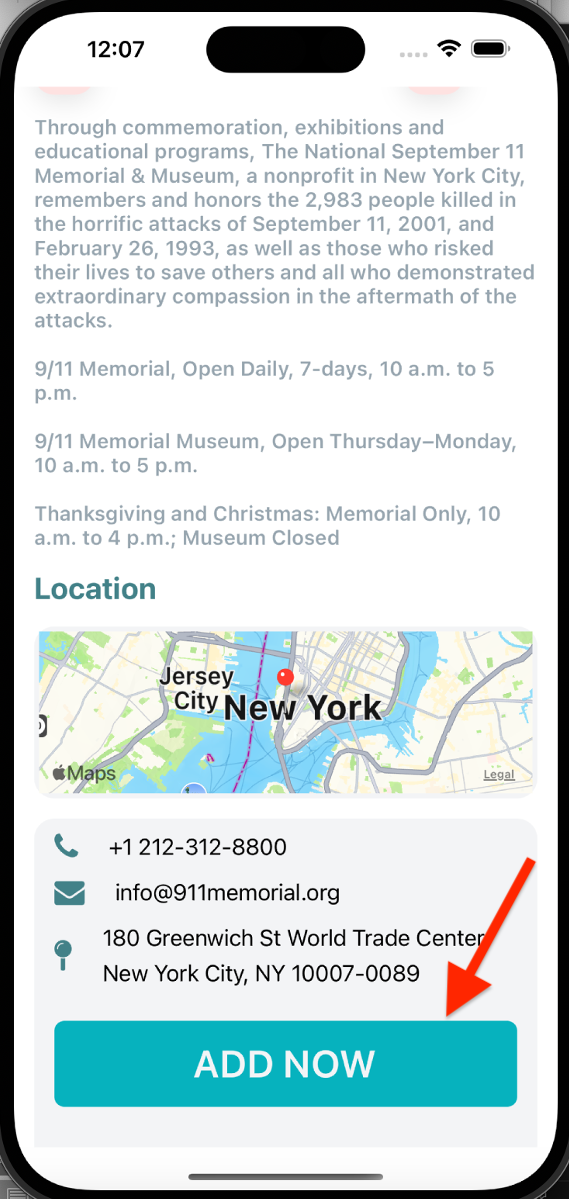 12:07
Through commemoration, exhibitions and
educational programs, The National September 11
Memorial & Museum, a nonprofit in New York City,
remembers and honors the 2,983 people killed in
the horrific attacks of September 11, 2001, and
February 26, 1993, as well as those who risked
their lives to save others and all who demonstrated
extraordinary compassion in the aftermath of the
attacks.
9/11 Memorial, Open Daily, 7-days, 10 a.m. to 5
p.m.
9/11 Memorial Museum, Open Thursday–Monday,
10 a.m. to 5 p.m.
Thanksgiving and Christmas: Memorial Only, 10
a.m. to 4 p.m.; Museum Closed
Location
Jersey
City
New York
Maps
Legal
+1 212-312-8800
info@911memorial.org
180 Greenwich St World Trade Center
New York City, NY 10007-0089
ADD NOW